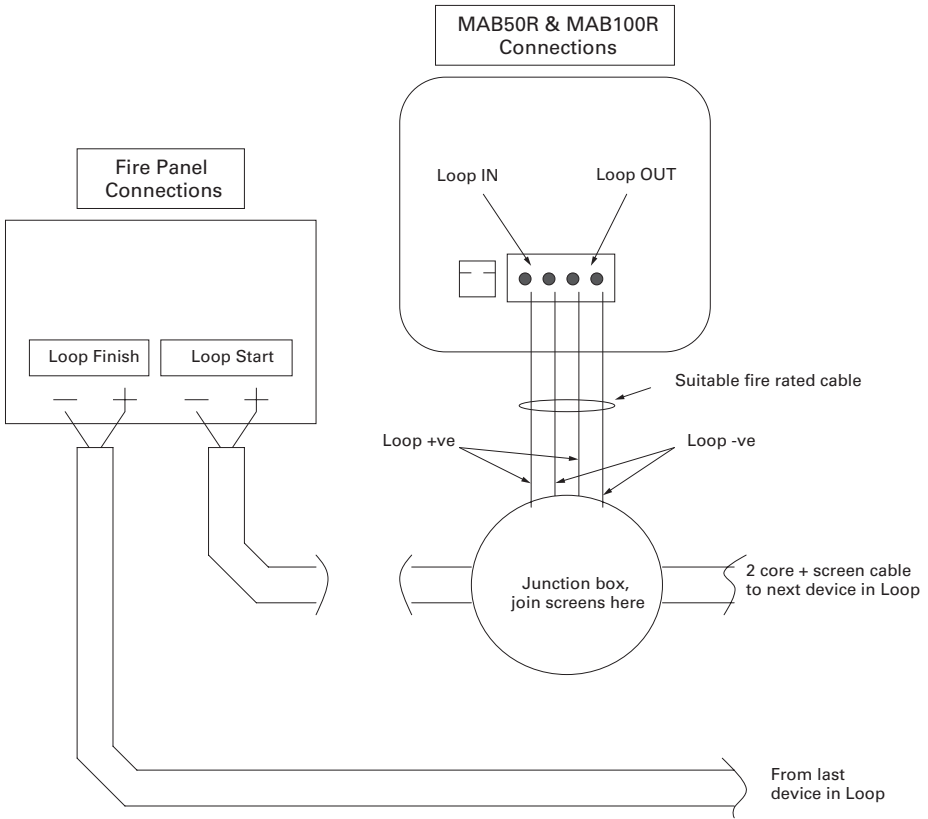 MAB50R & MAB100R
Connections
Fire Panel
Connections
Loop IN
Loop OUT
Loop Finish
Loop Start
— + — +
Suitable fire rated cable
Loop +ve
Loop -ve
Junction box,
join screens here
2 core + screen cable
to next device in Loop
From last
device in Loop